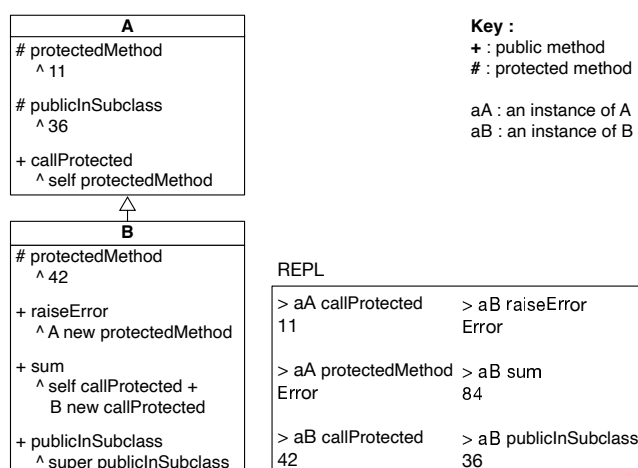 A
# protectedMethod
^ 11
# publicInSubclass
^ 36
+ callProtected
^ self protectedMethod
B
# protectedMethod
^ 42
+ raiseError
^ A new protectedMethod
+ sum
^ self callProtected +
B new callProtected
+ publicInSubclass
^ super publicInSubclass
Key :
+ : public method
# : protected method
aA : an instance of A
aB : an instance of B
REPL
> aA callProtected
11
> aA protectedMethod
Error
> aB callProtected
42
> aB raiseError
Error
> aB sum
84
> aB publicInSubclass
36